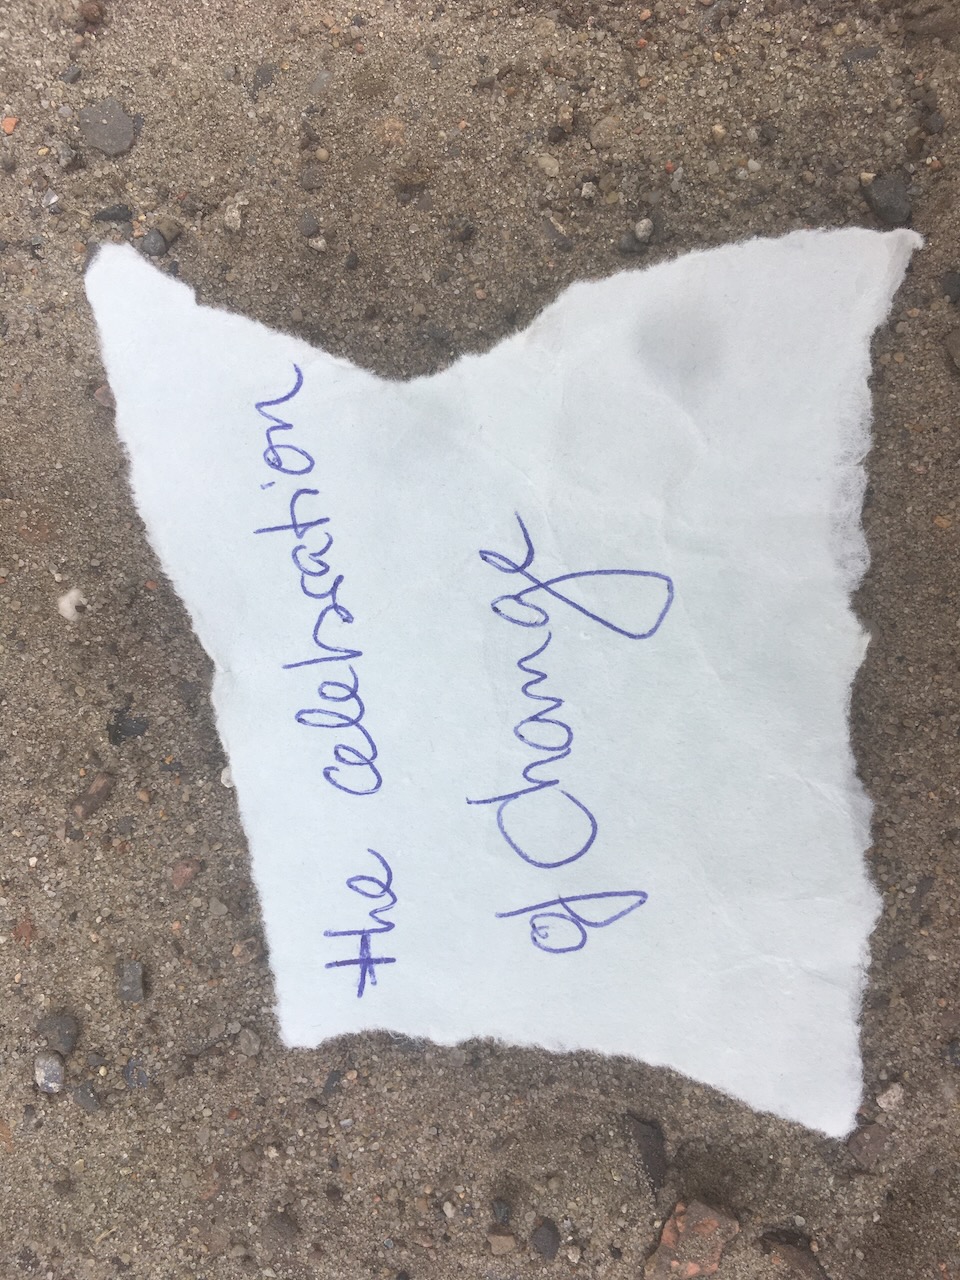 the celebration
of Change